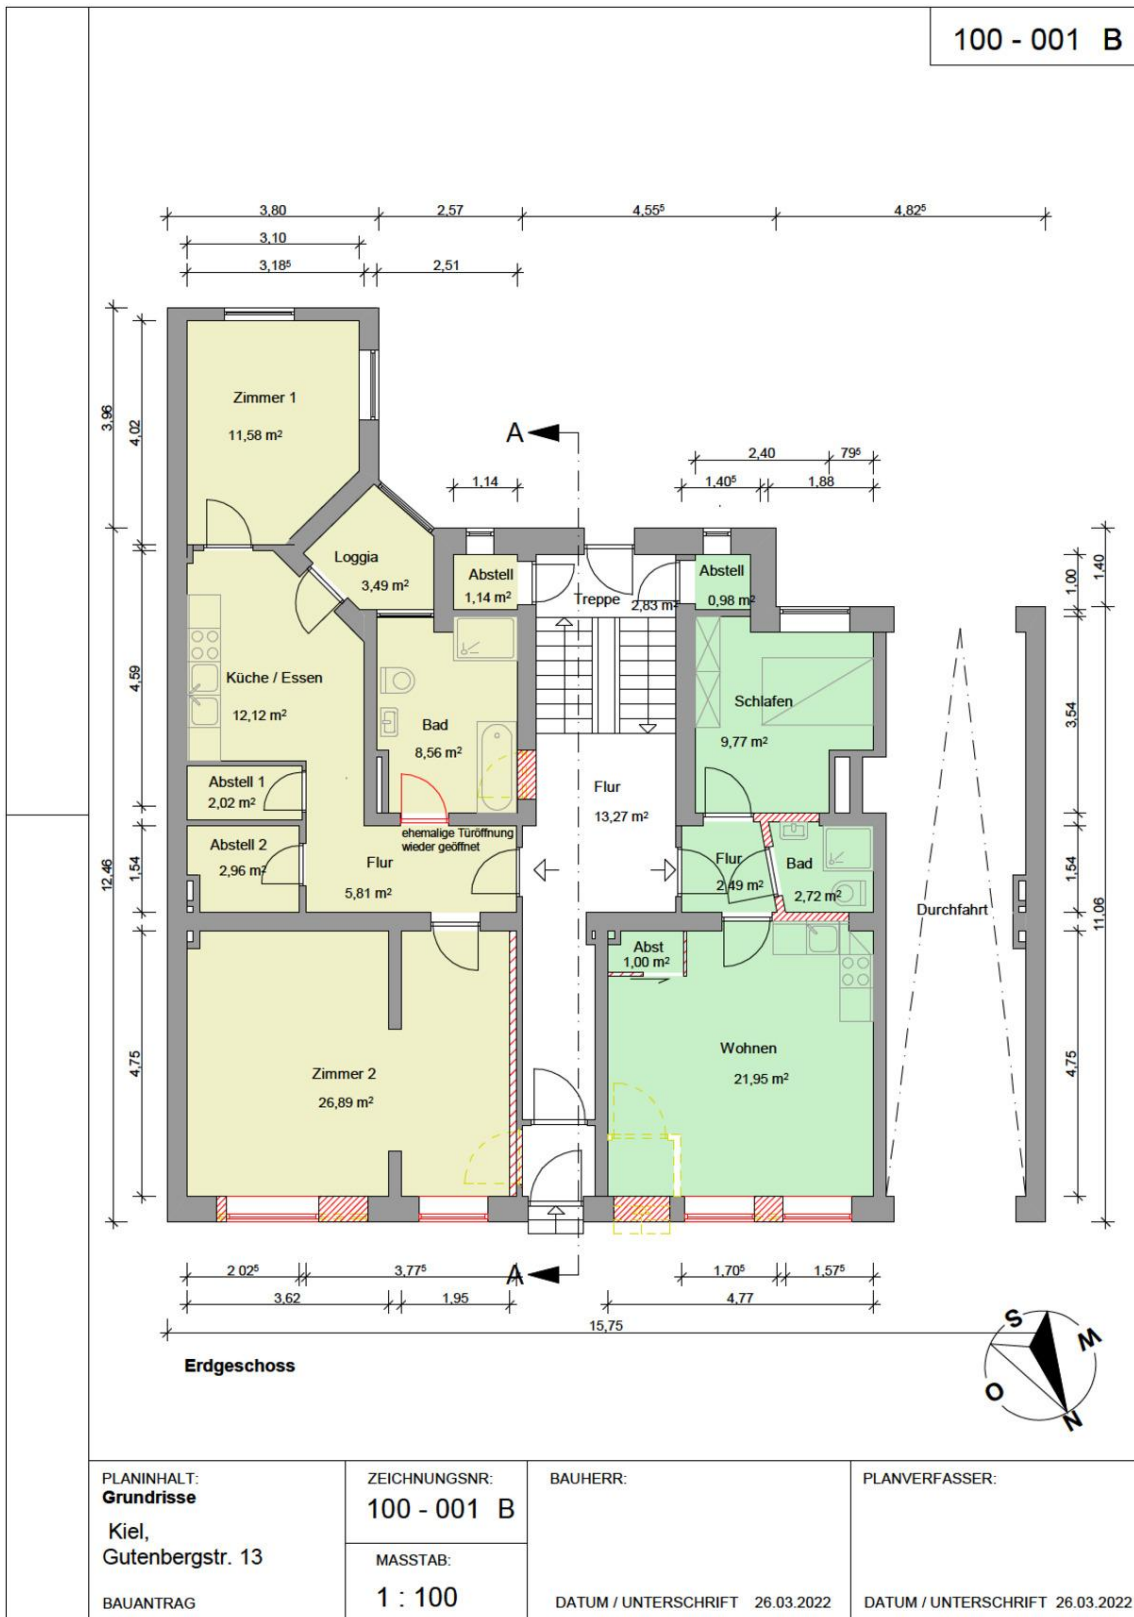 100 - 001 B
3,80
2,57
4,55⁵
4,82⁵
3,10
3,18⁵
2,51
3,96
4,02
Zimmer 1
11,58 m²
A
2,40
79⁵
1,14
1,40⁵
1,88
Loggia
3,49 m²
Abstell
1,14 m²
Treppe
2,83 m²
Abstell
0,98 m²
1,00
1,40
4,59
Küche / Essen
12,12 m²
Bad
8,56 m²
Schlafen
9,77 m²
3,54
Abstell 1
2,02 m²
Flur
13,27 m²
ehemalige Türöffnung
wieder geöffnet
12,46
1,54
Abstell 2
2,96 m²
Flur
5,81 m²
Flur
2,49 m²
Bad
2,72 m²
1,54
11,06
Durchfahrt
Abst
1,00 m²
4,75
Zimmer 2
26,89 m²
Wohnen
21,95 m²
4,75
2 02⁵
3,77⁵
A
1,70⁵
1,57⁵
3,62
1,95
4,77
15,75
Erdgeschoss
S
W
O
N
PLANINHALT:
Grundrisse
Kiel,
Gutenbergstr. 13
BAUANTRAG
ZEICHNUNGSNR:
100 - 001 B
MASSTAB:
1 : 100
BAUHERR:
DATUM / UNTERSCHRIFT 26.03.2022
PLANVERFASSER:
DATUM / UNTERSCHRIFT 26.03.2022